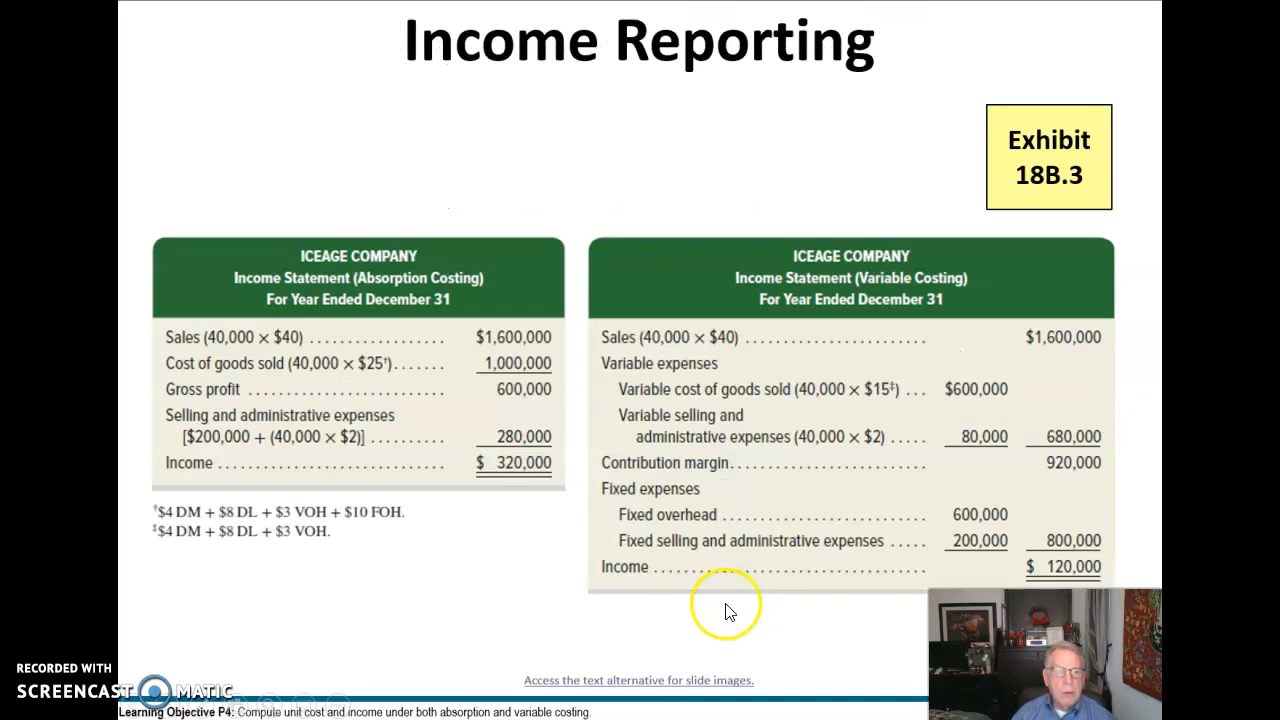 Income Reporting
Exhibit
18B.3
ICEAGE COMPANY
Income Statement (Absorption Costing)
For Year Ended December 31
Sales (40,000 × $40) .................. $1,600,000
Cost of goods sold (40,000 × $25†)....... 1,000,000
Gross profit .......................... 600,000
Selling and administrative expenses
[$200,000 + (40,000 × $2)] .......... 280,000
Income .............................. $ 320,000
†$4 DM + $8 DL + $3 VOH + $10 FOH.
‡$4 DM + $8 DL + $3 VOH.
ICEAGE COMPANY
Income Statement (Variable Costing)
For Year Ended December 31
Sales (40,000 × $40) ........................ $1,600,000
Variable expenses
Variable cost of goods sold (40,000 × $15‡) ... $600,000
Variable selling and
administrative expenses (40,000 × $2) ..... 80,000 680,000
Contribution margin.......................... 920,000
Fixed expenses
Fixed overhead ........................... 600,000
Fixed selling and administrative expenses ..... 200,000 800,000
Income ..................................... $ 120,000
Access the text alternative for slide images.
RECORDED WITH
SCREENCAST MATIC
Learning Objective P4: Compute unit cost and income under both absorption and variable costing.